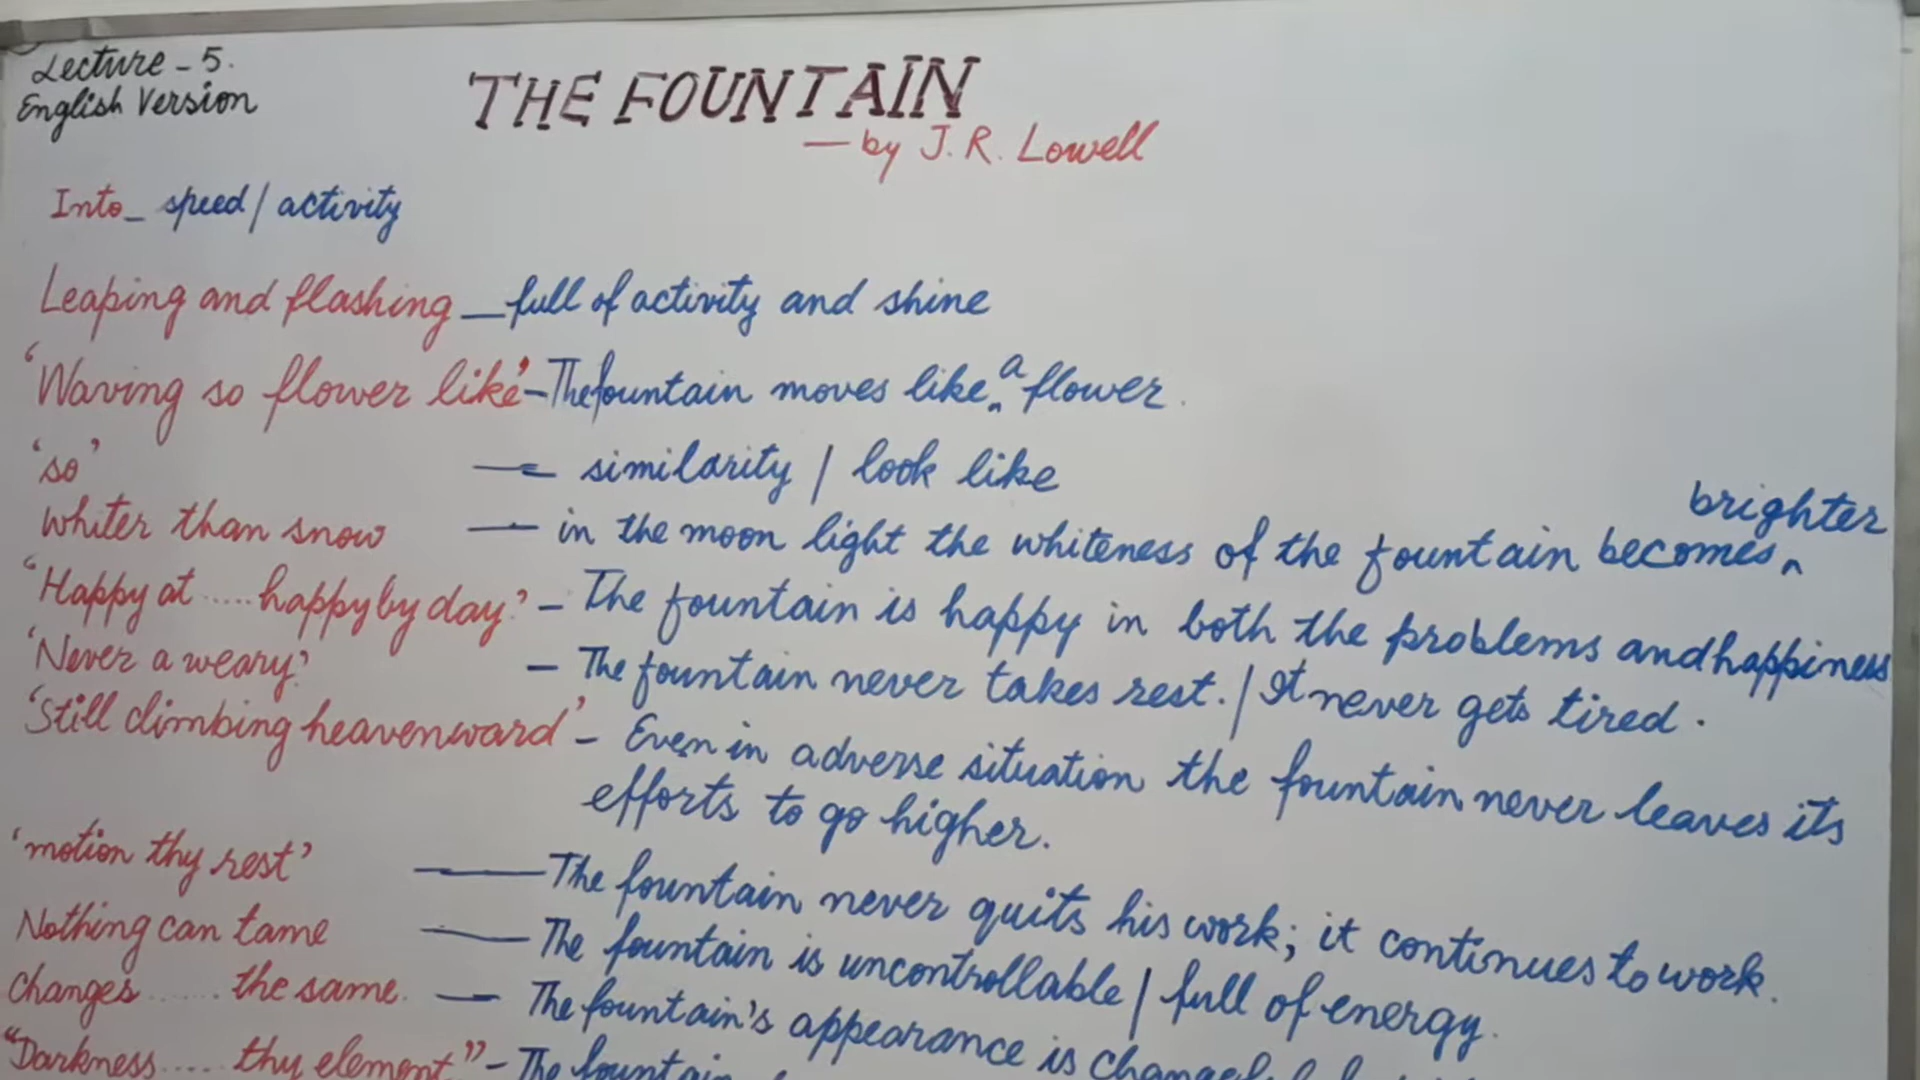 Lecture - 5.
English Version
THE FOUNTAIN
— by J. R. Lowell
Into_ speed / activity
Leaping and flashing _ full of activity and shine
'Waving so flower like' - The fountain moves like a flower.
'so' — similarity / look like
whiter than snow — in the moon light the whiteness of the fountain becomes brighter
'Happy at ..... happy by day.' - The fountain is happy in both the problems and happiness
'Never a weary.' - The fountain never takes rest. / It never gets tired.
'Still climbing heavenward' - Even in adverse situation the fountain never leaves its
efforts to go higher.
'motion thy rest' — The fountain never quits his work; it continues to work.
Nothing can tame — The fountain is uncontrollable / full of energy.
changes ...... the same. — The fountain's appearance is
"Darkness ..... thy element" - The fountain